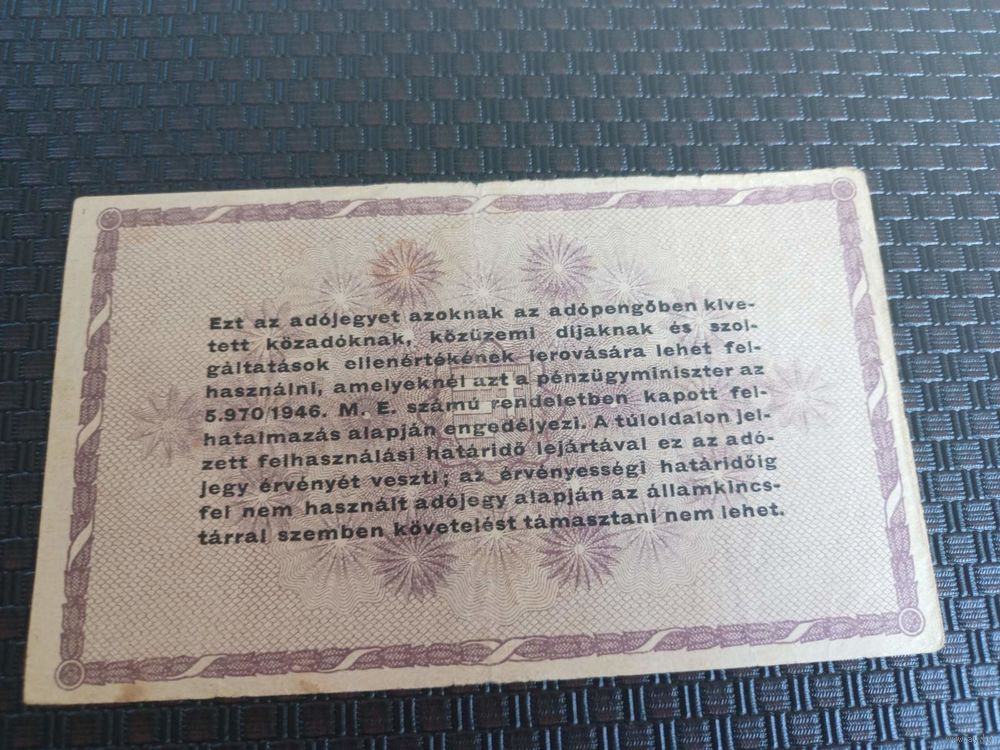 Ezt az adójegyet azoknak az adópengőben kive-
tett közadóknak, közüzemi díjaknak és szol-
gáltatások ellenértékének lerovására lehet fel-
használni, amelyeknél azt a pénzügyminiszter az
5.970/1946. M. E. számú rendeletben kapott fel-
hatalmazás alapján engedélyezi. A túloldalon jel-
zett felhasználási határidő lejártával ez az adó-
jegy érvényét veszti; az érvényességi határidőig
fel nem használt adójegy alapján az államkincs-
tárral szemben követelést támasztani nem lehet.